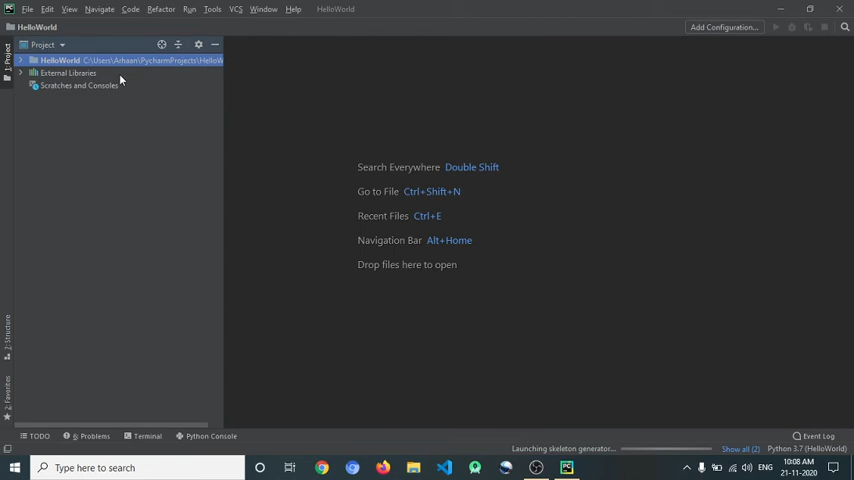 File Edit View Navigate Code Refactor Run Tools VCS Window Help HelloWorld
HelloWorld
Add Configuration...
Project
HelloWorld C:\Users\Arhaan\PycharmProjects\HelloW
External Libraries
Scratches and Consoles
1: Project
7: Structure
2: Favorites
Search Everywhere Double Shift
Go to File Ctrl+Shift+N
Recent Files Ctrl+E
Navigation Bar Alt+Home
Drop files here to open
TODO 6: Problems Terminal Python Console Event Log
Launching skeleton generator... Show all (2) Python 3.7 (HelloWorld)
Type here to search
ENG
10:08 AM
21-11-2020